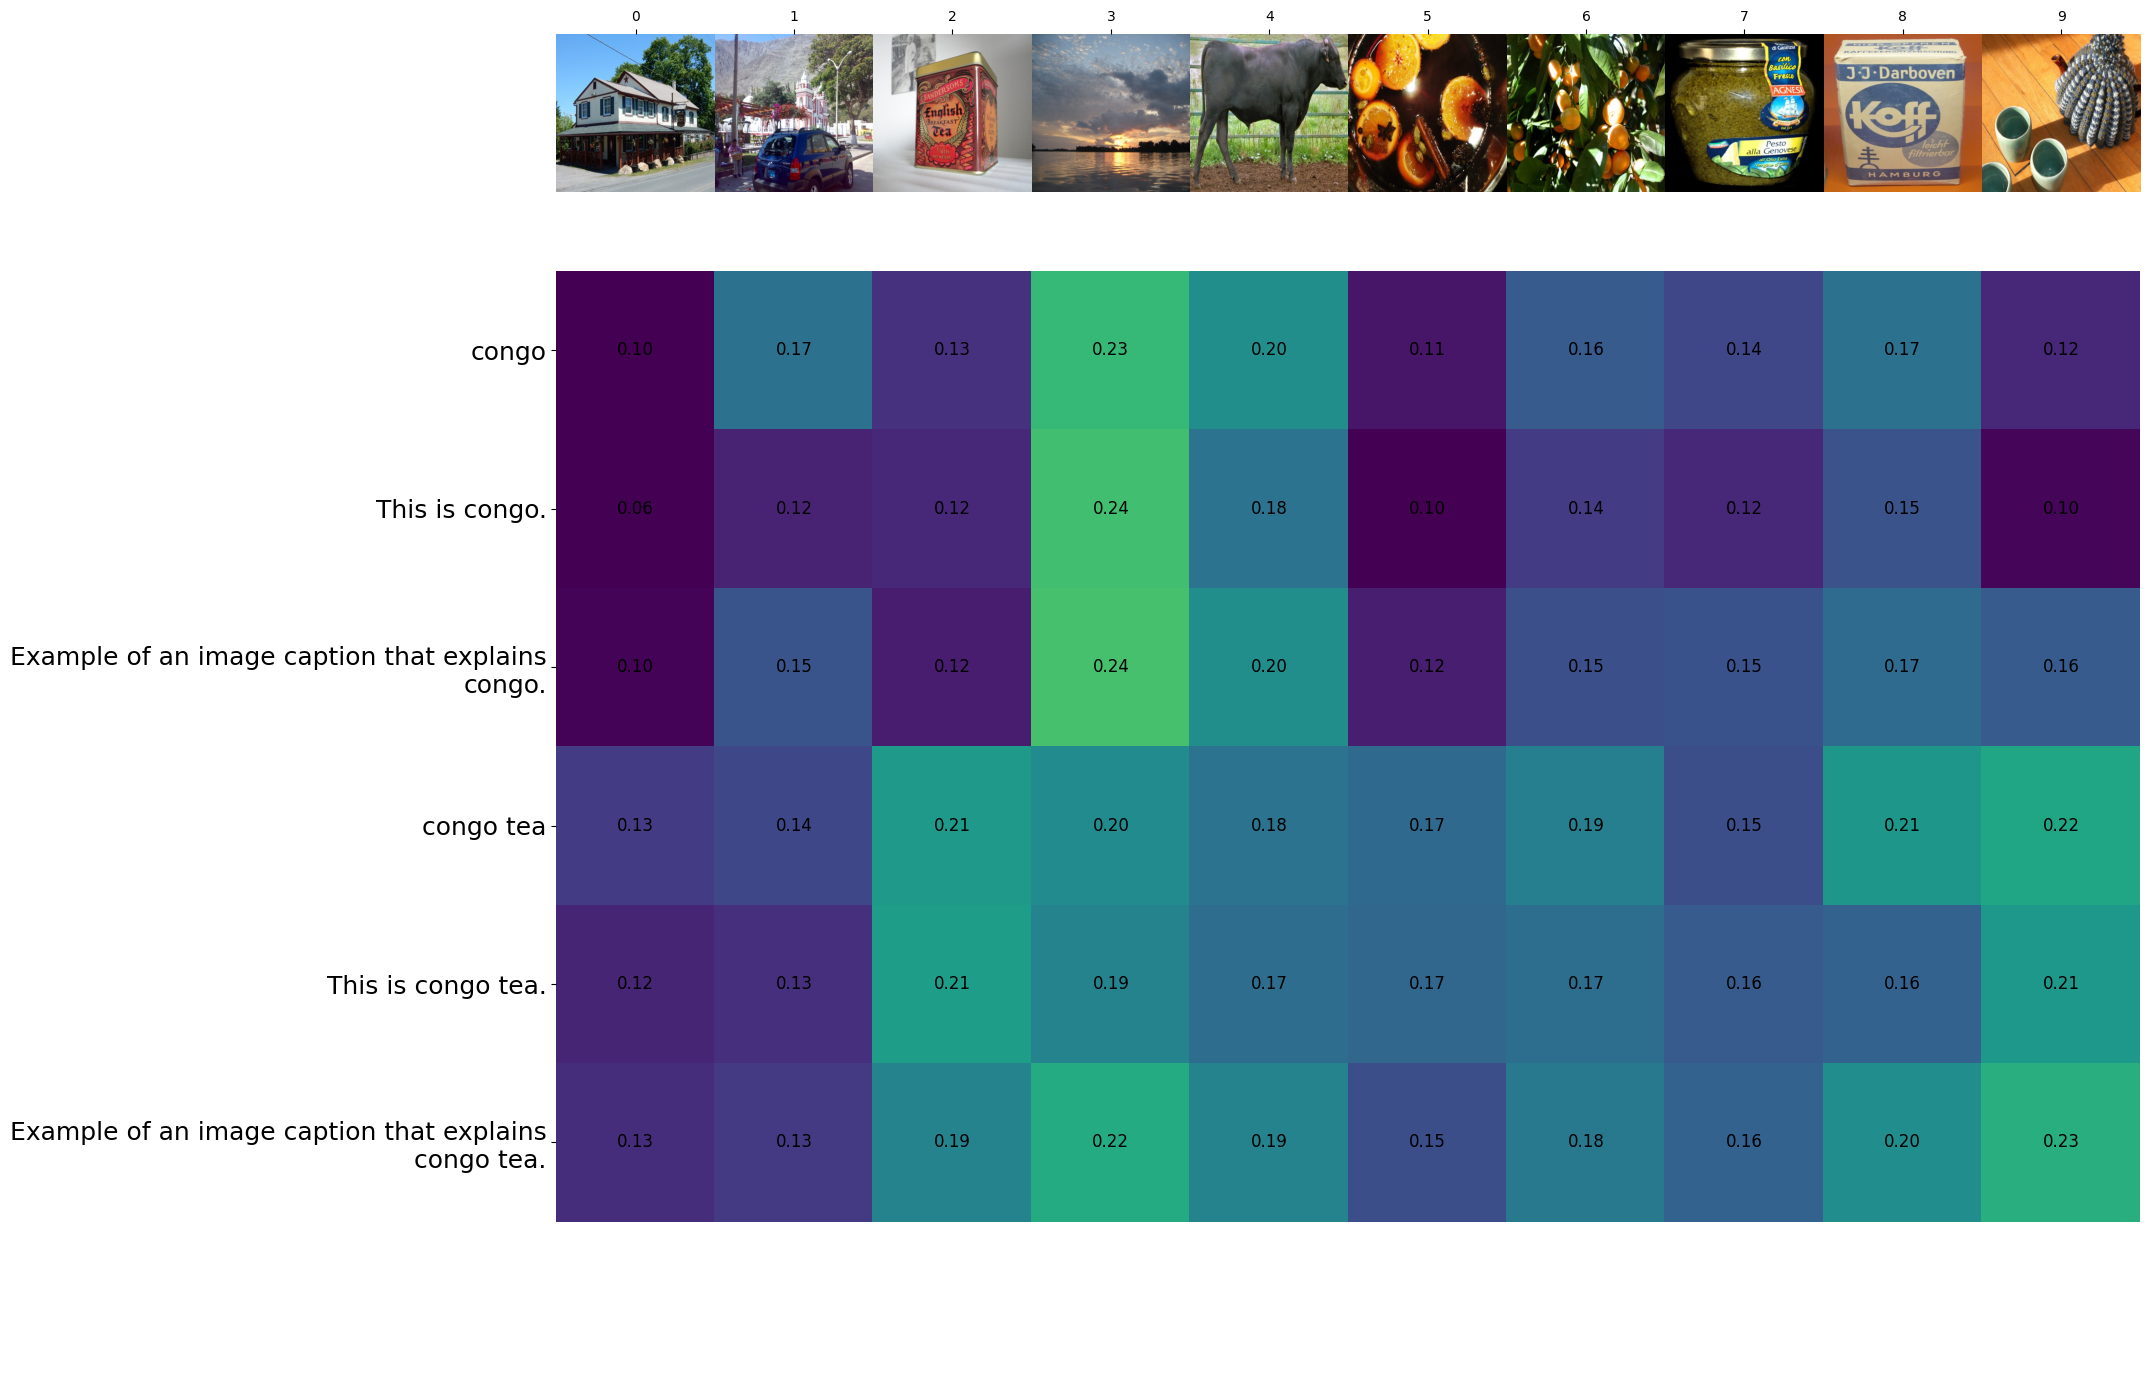 0 1 2 3 4 5 6 7 8 9
English
Tea
con
Basilico
Fresco
AGNESI
Pesto
alla Genovese
Koff
J·J·Darboven
Koff
leicht
filtrierbar
HAMBURG
congo 0.10 0.17 0.13 0.23 0.20 0.11 0.16 0.14 0.17 0.12
This is congo. 0.06 0.12 0.12 0.24 0.18 0.10 0.14 0.12 0.15 0.10
Example of an image caption that explains
congo. 0.10 0.15 0.12 0.24 0.20 0.12 0.15 0.15 0.17 0.16
congo tea 0.13 0.14 0.21 0.20 0.18 0.17 0.19 0.15 0.21 0.22
This is congo tea. 0.12 0.13 0.21 0.19 0.17 0.17 0.17 0.16 0.16 0.21
Example of an image caption that explains
congo tea. 0.13 0.13 0.19 0.22 0.19 0.15 0.18 0.16 0.20 0.23